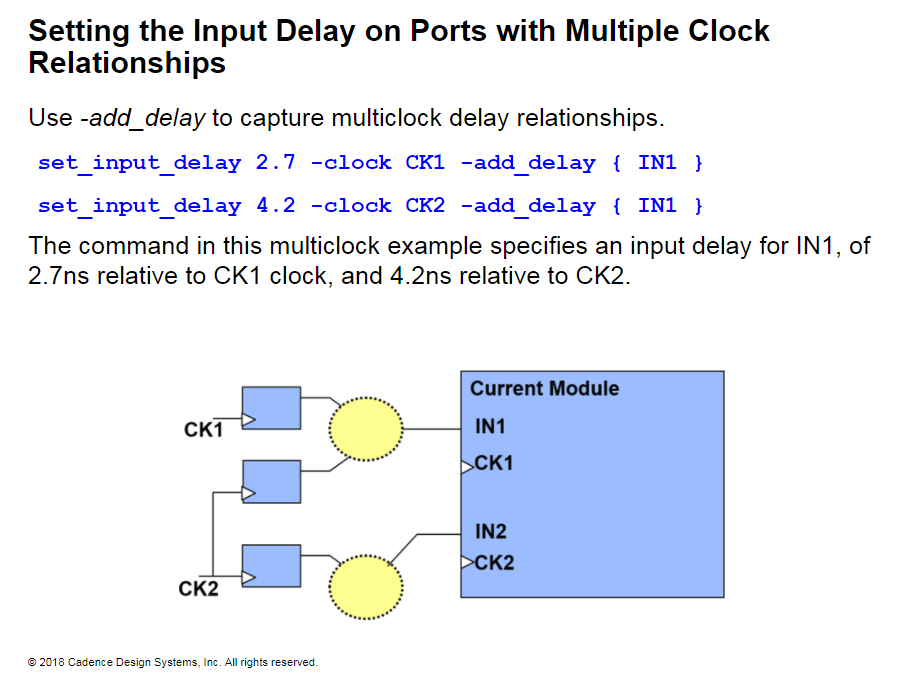 Setting the Input Delay on Ports with Multiple Clock
Relationships
Use -add_delay to capture multiclock delay relationships.
set_input_delay 2.7 -clock CK1 -add_delay { IN1 }
set_input_delay 4.2 -clock CK2 -add_delay { IN1 }
The command in this multiclock example specifies an input delay for IN1, of
2.7ns relative to CK1 clock, and 4.2ns relative to CK2.
Current Module
IN1
CK1
CK1
IN2
CK2
CK2
© 2018 Cadence Design Systems, Inc. All rights reserved.